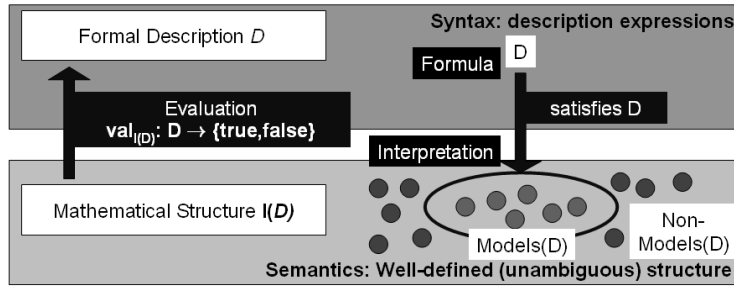 Syntax: description expressions
Formal Description D
D
Formula
Evaluation
val_I(D): D → {true,false}
satisfies D
Interpretation
Mathematical Structure I(D)
Non-
Models(D)
Models(D)
Semantics: Well-defined (unambiguous) structure